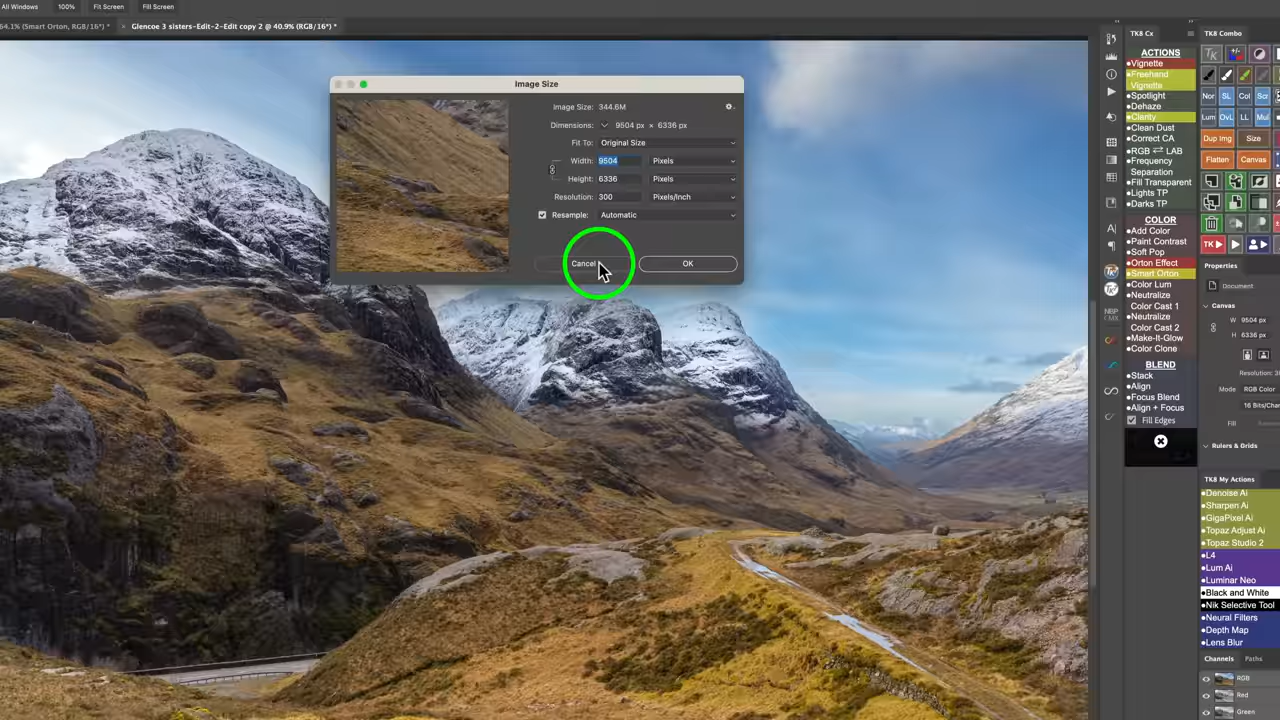 All Windows 100% Fit Screen Fill Screen
64.1% (Smart Orton, RGB/16*) * × Glencoe 3 sisters-Edit-2-Edit copy 2 @ 40.9% (RGB/16*) *
Image Size
Image Size: 344.6M
Dimensions: 9504 px × 6336 px
Fit To: Original Size
Width: 9504 Pixels
Height: 6336 Pixels
Resolution: 300 Pixels/Inch
Resample: Automatic
Cancel OK
TK8 Cx
ACTIONS
•Vignette
•Freehand
Vignette
•Spotlight
•Dehaze
•Clarity
•Clean Dust
•Correct CA
•RGB ⇄ LAB
•Frequency
Separation
•Fill Transparent
•Lights TP
•Darks TP
COLOR
•Add Color
•Paint Contrast
•Soft Pop
•Orton Effect
•Smart Orton
•Color Lum
•Neutralize
Color Cast 1
•Neutralize
Color Cast 2
•Make-It-Glow
•Color Clone
BLEND
•Stack
•Align
•Focus Blend
•Align + Focus
Fill Edges
TK8 Combo
TK +/-
Nor SL Col Scr
Lum OvL LL Mul
Dup Img Size
Flatten Canvas
TK
Properties
Document
Canvas
W 9504 px
H 6336 px
Resolution: 3
Mode RGB Color
16 Bits/Chan
Fill
Rulers & Grids
TK8 My Actions
•Denoise Ai
•Sharpen Ai
•GigaPixel Ai
•Topaz Adjust Ai
•Topaz Studio 2
•L4
•Lum Ai
•Luminar Neo
•Black and White
•Nik Selective Tool
•Neural Filters
•Depth Map
•Lens Blur
Channels Paths
RGB
Red
Green